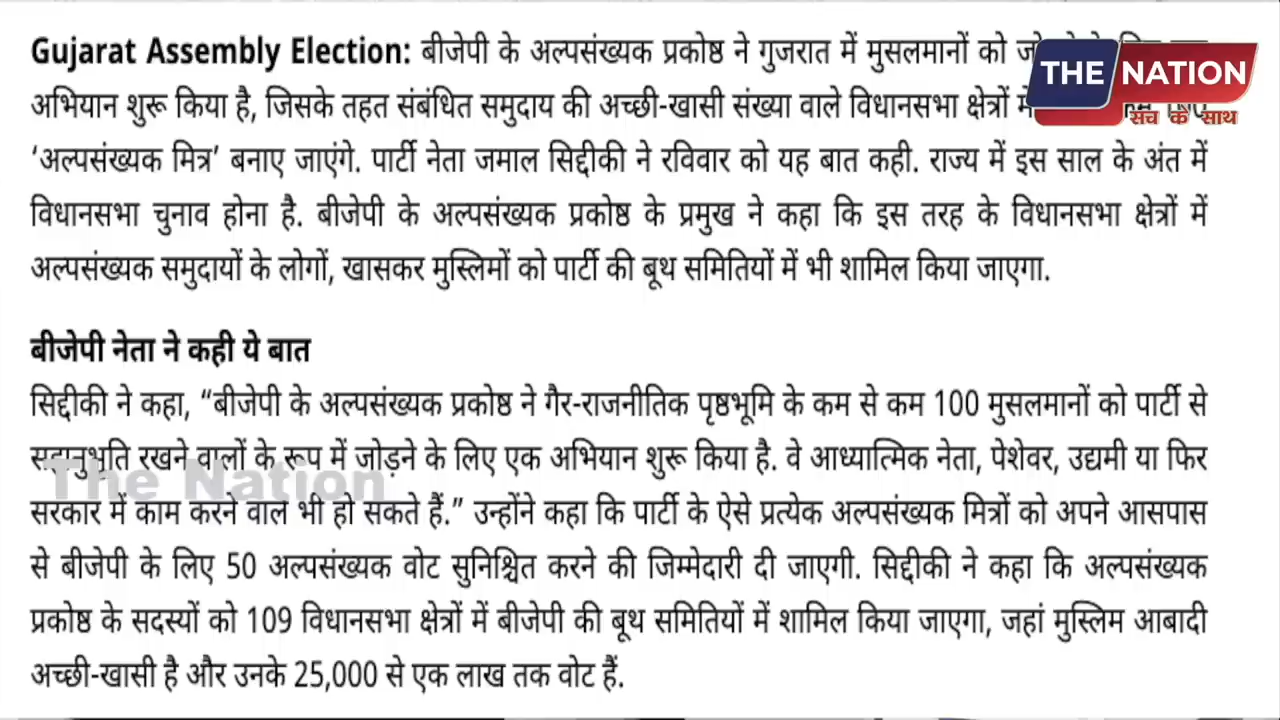 Gujarat Assembly Election: बीजेपी के अल्पसंख्यक प्रकोष्ठ ने गुजरात में मुसलमानों को
THE NATION
अभियान शुरू किया है, जिसके तहत संबंधित समुदाय की अच्छी-खासी संख्या वाले विधानसभा क्षेत्रों में
सच के साथ
‘अल्पसंख्यक मित्र’ बनाए जाएंगे. पार्टी नेता जमाल सिद्दीकी ने रविवार को यह बात कही. राज्य में इस साल के अंत में
विधानसभा चुनाव होना है. बीजेपी के अल्पसंख्यक प्रकोष्ठ के प्रमुख ने कहा कि इस तरह के विधानसभा क्षेत्रों में
अल्पसंख्यक समुदायों के लोगों, खासकर मुस्लिमों को पार्टी की बूथ समितियों में भी शामिल किया जाएगा.
बीजेपी नेता ने कही ये बात
सिद्दीकी ने कहा, “बीजेपी के अल्पसंख्यक प्रकोष्ठ ने गैर-राजनीतिक पृष्ठभूमि के कम से कम 100 मुसलमानों को पार्टी से
सहानुभूति रखने वालों के रूप में जोड़ने के लिए एक अभियान शुरू किया है. वे आध्यात्मिक नेता, पेशेवर, उद्यमी या फिर
The Nation
सरकार में काम करने वाले भी हो सकते हैं.” उन्होंने कहा कि पार्टी के ऐसे प्रत्येक अल्पसंख्यक मित्रों को अपने आसपास
से बीजेपी के लिए 50 अल्पसंख्यक वोट सुनिश्चित करने की जिम्मेदारी दी जाएगी. सिद्दीकी ने कहा कि अल्पसंख्यक
प्रकोष्ठ के सदस्यों को 109 विधानसभा क्षेत्रों में बीजेपी की बूथ समितियों में शामिल किया जाएगा, जहां मुस्लिम आबादी
अच्छी-खासी है और उनके 25,000 से एक लाख तक वोट हैं.